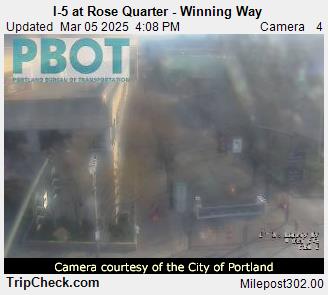 I-5 at Rose Quarter - Winning Way
Updated Mar 05 2025 4:08 PM Camera 4
PBOT
PORTLAND BUREAU OF TRANSPORTATION
Camera courtesy of the City of Portland
TripCheck.com Milepost302.00